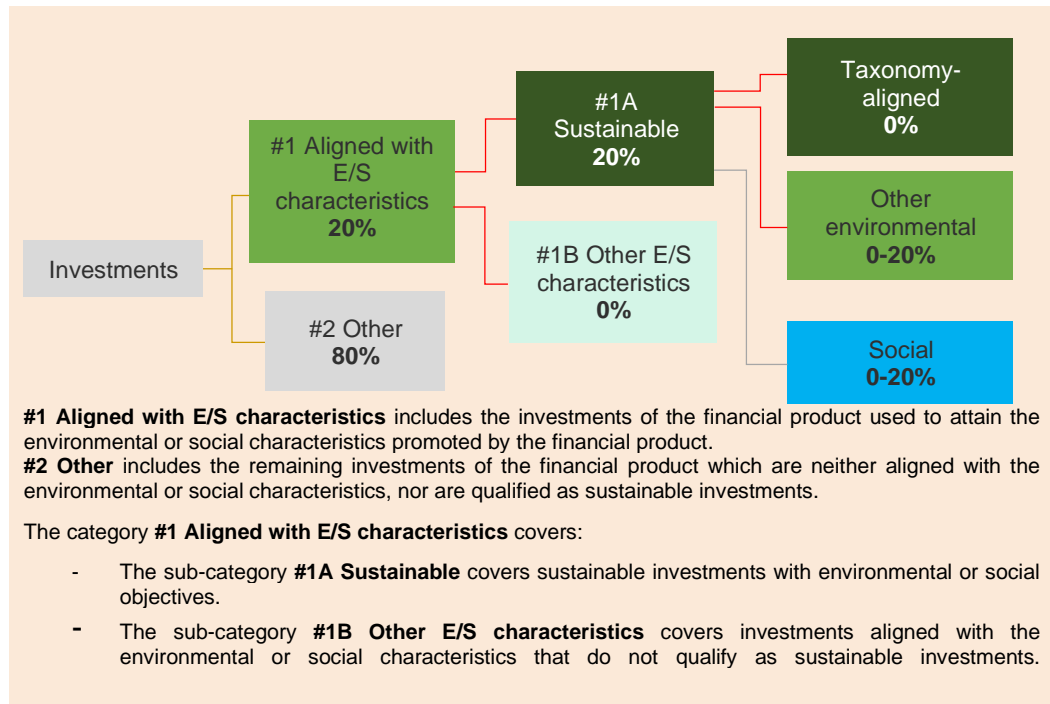 Investments
#1 Aligned with
E/S
characteristics
20%
#2 Other
80%
#1A
Sustainable
20%
#1B Other E/S
characteristics
0%
Taxonomy-
aligned
0%
Other
environmental
0-20%
Social
0-20%
#1 Aligned with E/S characteristics includes the investments of the financial product used to attain the
environmental or social characteristics promoted by the financial product.
#2 Other includes the remaining investments of the financial product which are neither aligned with the
environmental or social characteristics, nor are qualified as sustainable investments.
The category #1 Aligned with E/S characteristics covers:
- The sub-category #1A Sustainable covers sustainable investments with environmental or social
objectives.
- The sub-category #1B Other E/S characteristics covers investments aligned with the
environmental or social characteristics that do not qualify as sustainable investments.